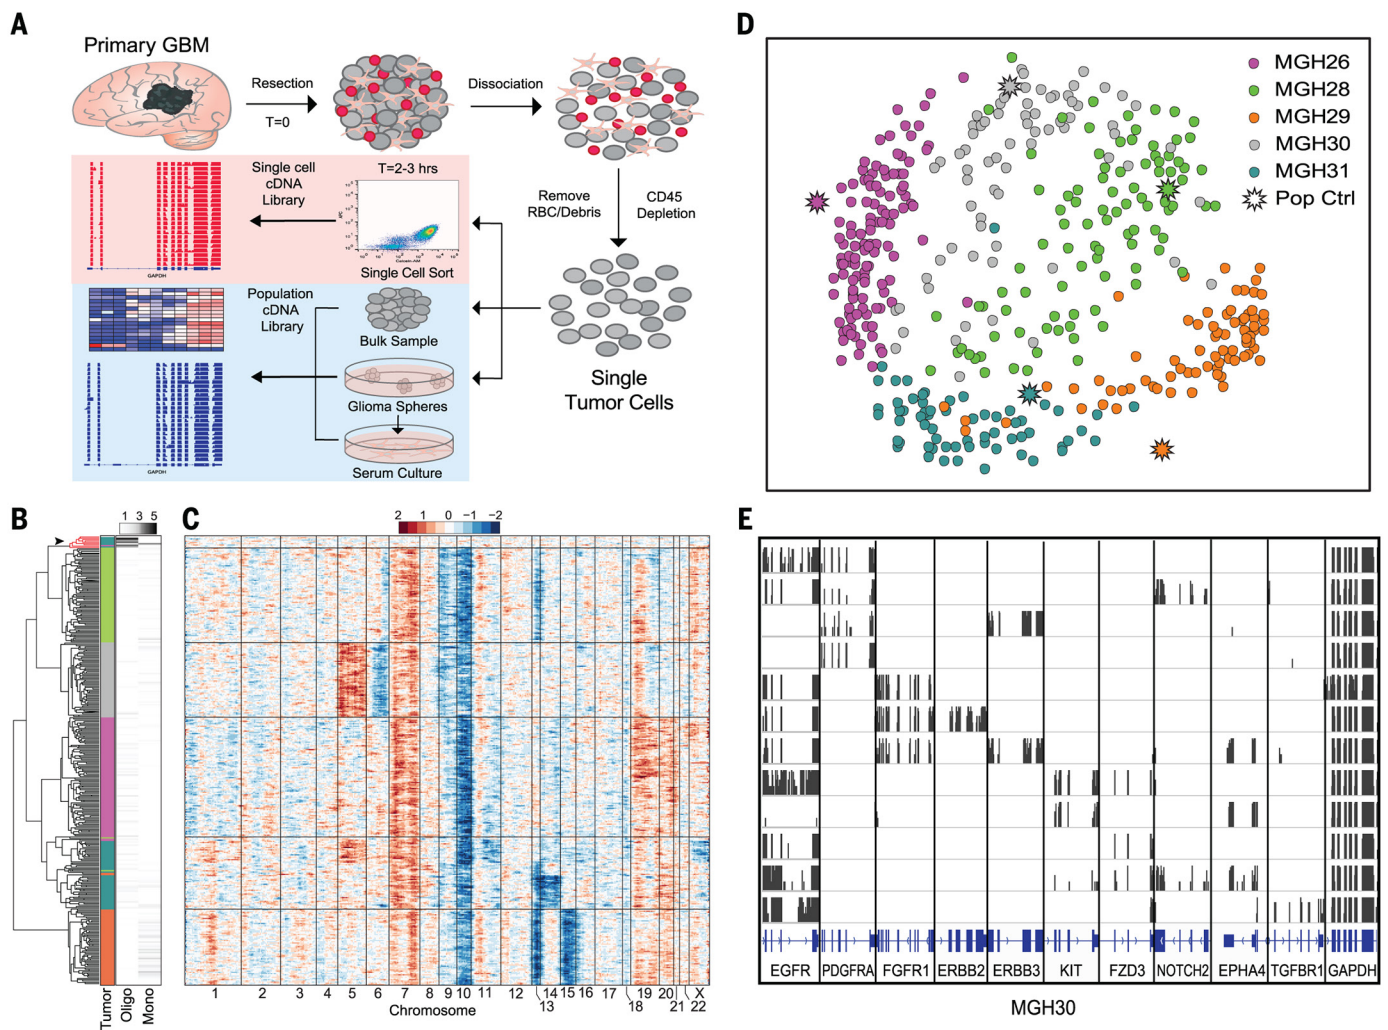 A
Primary GBM
Resection
T=0
Dissociation
Single cell
cDNA
Library
T=2-3 hrs
GAPDH
Single Cell Sort
Remove
RBC/Debris
CD45
Depletion
Population
cDNA
Library
Bulk Sample
Glioma Spheres
Serum Culture
GAPDH
Single
Tumor Cells
D
MGH26
MGH28
MGH29
MGH30
MGH31
Pop Ctrl
B
1 3 5
Tumor
Oligo
Mono
C
2 1 0 -1 -2
1 2 3 4 5 6 7 8 9 10 11 12 13 14 15 16 17 18 19 20 21 22 X
Chromosome
E
EGFR PDGFRA FGFR1 ERBB2 ERBB3 KIT FZD3 NOTCH2 EPHA4 TGFBR1 GAPDH
MGH30